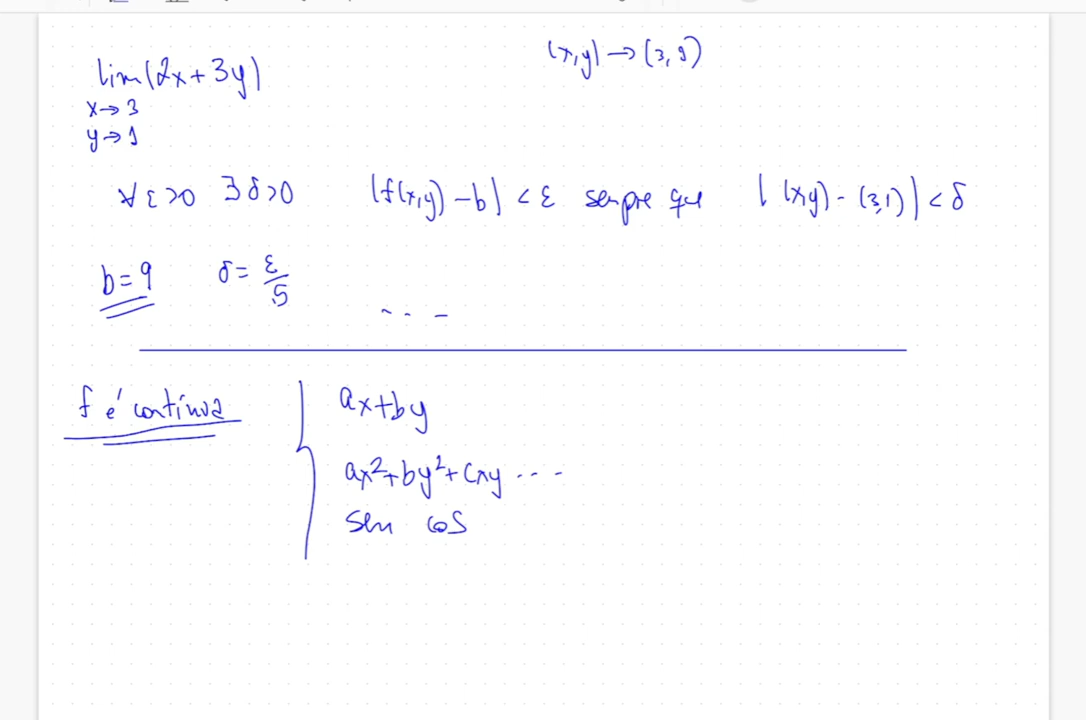 lim(2x+3y) (x,y)→(3,1)
x→3
y→1
∀ε>0 ∃δ>0 |f(x,y)-b|<ε sempre que |(x,y)-(3,1)|<δ
b=9 δ=ε/5 ...
f é contínua
ax+by
ax²+by²+cxy ...
sen cos